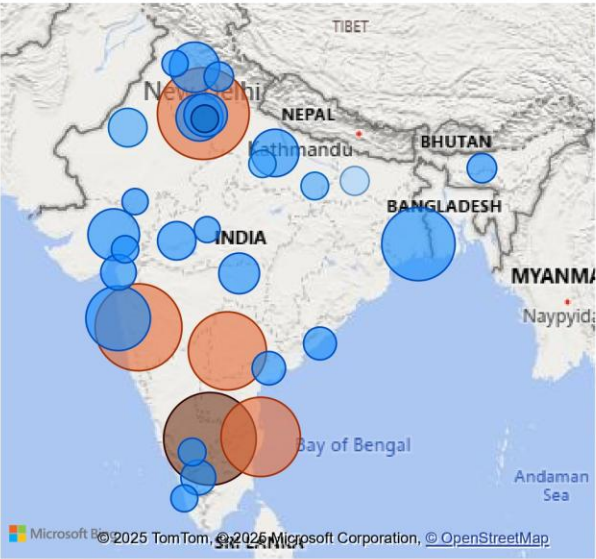 TIBET
New Delhi
NEPAL
Kathmandu
BHUTAN
BANGLADESH
INDIA
MYANMA
Naypyida
Bay of Bengal
Andaman
Sea
Microsoft Bing
© 2025 TomTom, © 2025 Microsoft Corporation, © OpenStreetMap
SRI LANKA